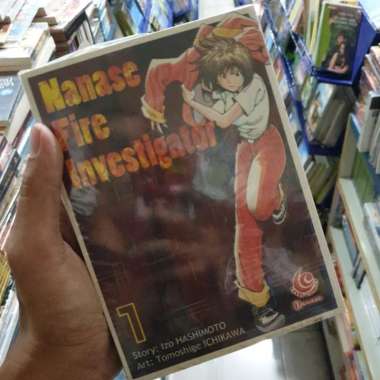 Nanase
Fire
Investigator
1
Story: Izo HASHIMOTO
Art: Tomoshige ICHIKAWA